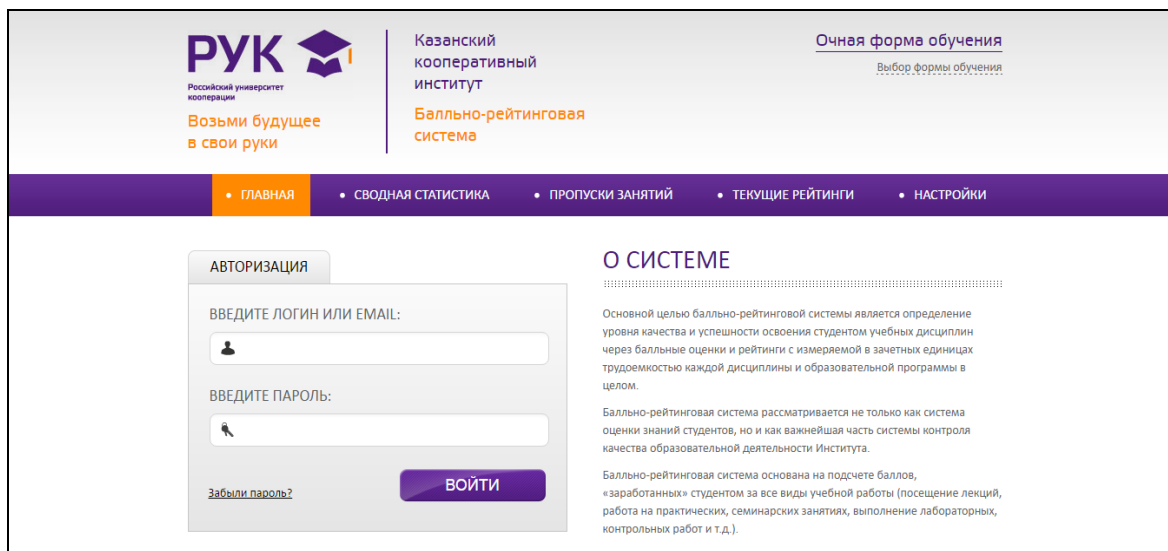 РУК
Российский университет
кооперации
Возьми будущее
в свои руки
Казанский
кооперативный
институт
Балльно-рейтинговая
система
Очная форма обучения
Выбор формы обучения
ГЛАВНАЯ
СВОДНАЯ СТАТИСТИКА
ПРОПУСКИ ЗАНЯТИЙ
ТЕКУЩИЕ РЕЙТИНГИ
НАСТРОЙКИ
АВТОРИЗАЦИЯ
ВВЕДИТЕ ЛОГИН ИЛИ EMAIL:
ВВЕДИТЕ ПАРОЛЬ:
Забыли пароль?
ВОЙТИ
О СИСТЕМЕ
Основной целью балльно-рейтинговой системы является определение
уровня качества и успешности освоения студентом учебных дисциплин
через балльные оценки и рейтинги с измеряемой в зачетных единицах
трудоемкостью каждой дисциплины и образовательной программы в
целом.
Балльно-рейтинговая система рассматривается не только как система
оценки знаний студентов, но и как важнейшая часть системы контроля
качества образовательной деятельности Института.
Балльно-рейтинговая система основана на подсчете баллов,
«заработанных» студентом за все виды учебной работы (посещение лекций,
работа на практических, семинарских занятиях, выполнение лабораторных,
контрольных работ и т.д.).